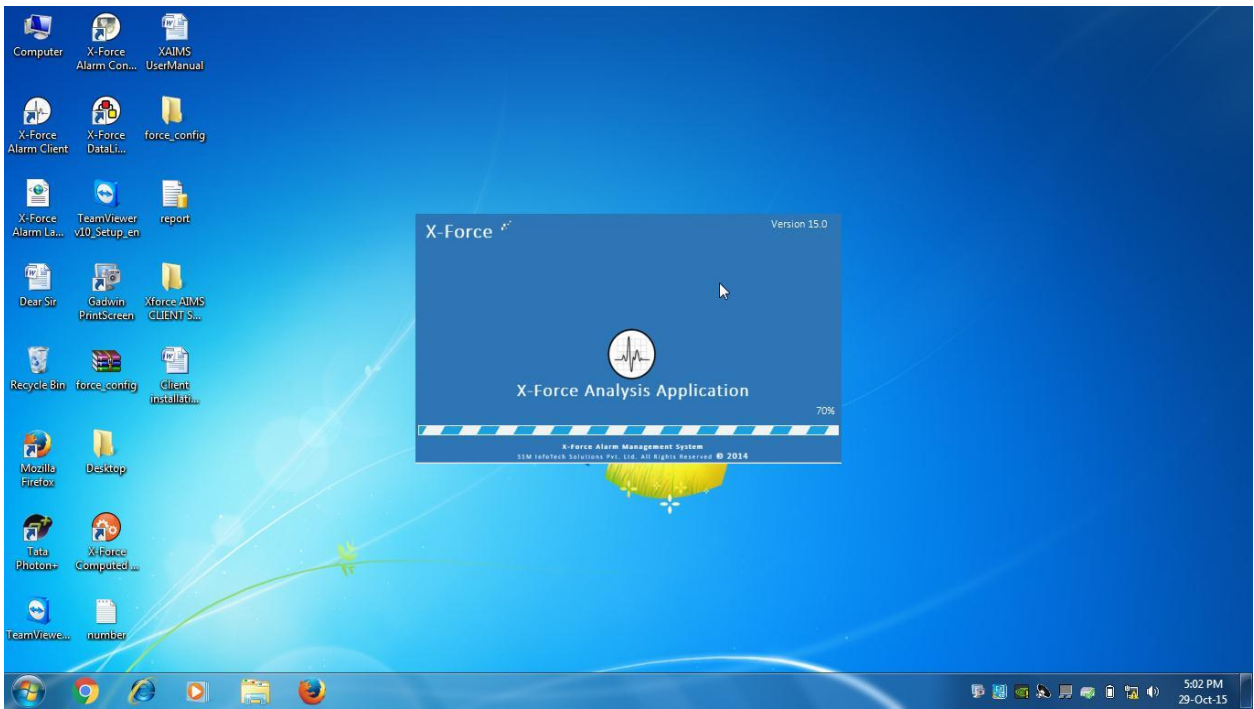 Computer
X-Force
Alarm Con...
XAIMS
UserManual
X-Force
Alarm Client
X-Force
DataLi...
force_config
X-Force
Alarm La...
TeamViewer
v10_Setup_en
report
Dear Sir
Gadwin
PrintScreen
Xforce AIMS
CLIENT S...
Recycle Bin
force_config
Client
installati...
Mozilla
Firefox
Desktop
Tata
Photon+
X-Force
Computed ...
TeamViewe...
number
X-Force
Version 15.0
X-Force Analysis Application
70%
X-Force Alarm Management System
SSM InfoTech Solutions Pvt. Ltd. All Rights Reserved © 2014
5:02 PM
29-Oct-15